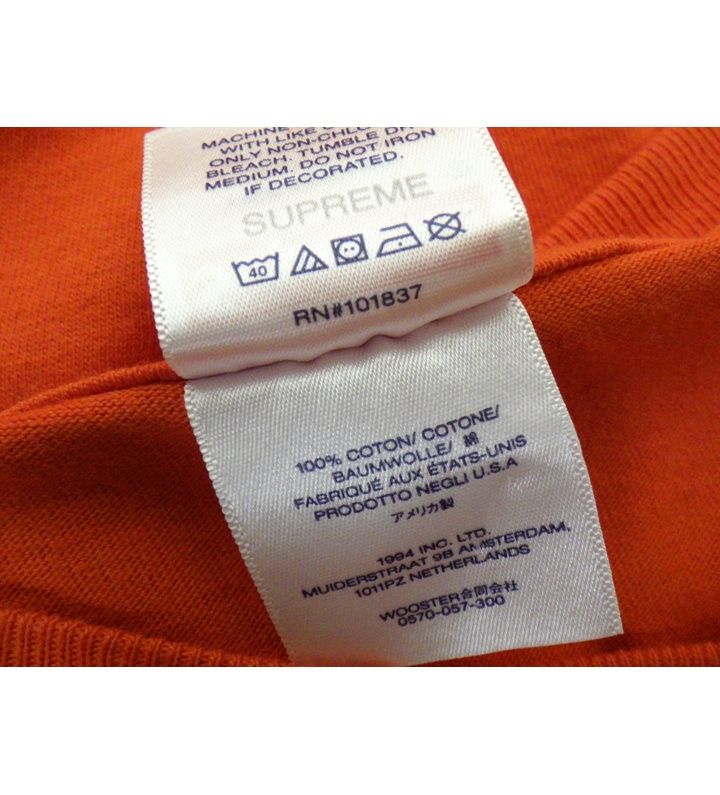 MACHINE
WITH LIKE
ONLY NON-CHLO
BLEACH. TUMBLE DR
MEDIUM. DO NOT IRON
IF DECORATED.
SUPREME
40
RN#101837
100% COTON/ COTONE/
BAUMWOLLE/ 綿
FABRIQUÉ AUX ÉTATS-UNIS
PRODOTTO NEGLI U.S.A
アメリカ製
1994 INC. LTD.
MUIDERSTRAAT 9B AMSTERDAM,
1011PZ NETHERLANDS
WOOSTER合同会社
0570-057-300